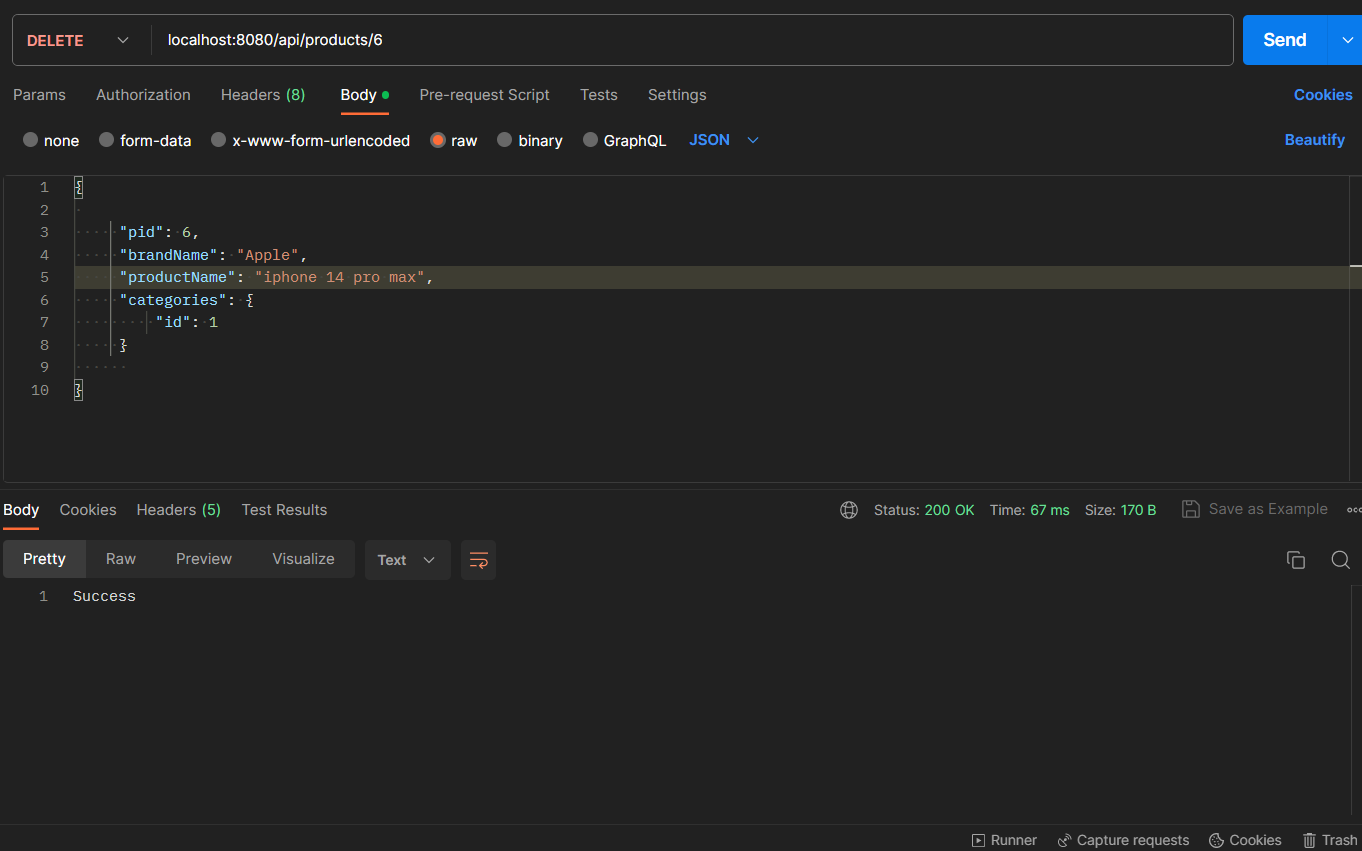 DELETE localhost:8080/api/products/6 Send
Params Authorization Headers (8) Body Pre-request Script Tests Settings Cookies
none form-data x-www-form-urlencoded raw binary GraphQL JSON Beautify
1 {
2
3 "pid": 6,
4 "brandName": "Apple",
5 "productName": "iphone 14 pro max",
6 "categories": {
7 "id": 1
8 }
9
10 }
Body Cookies Headers (5) Test Results Status: 200 OK Time: 67 ms Size: 170 B Save as Example
Pretty Raw Preview Visualize Text
1 Success
Runner Capture requests Cookies Trash